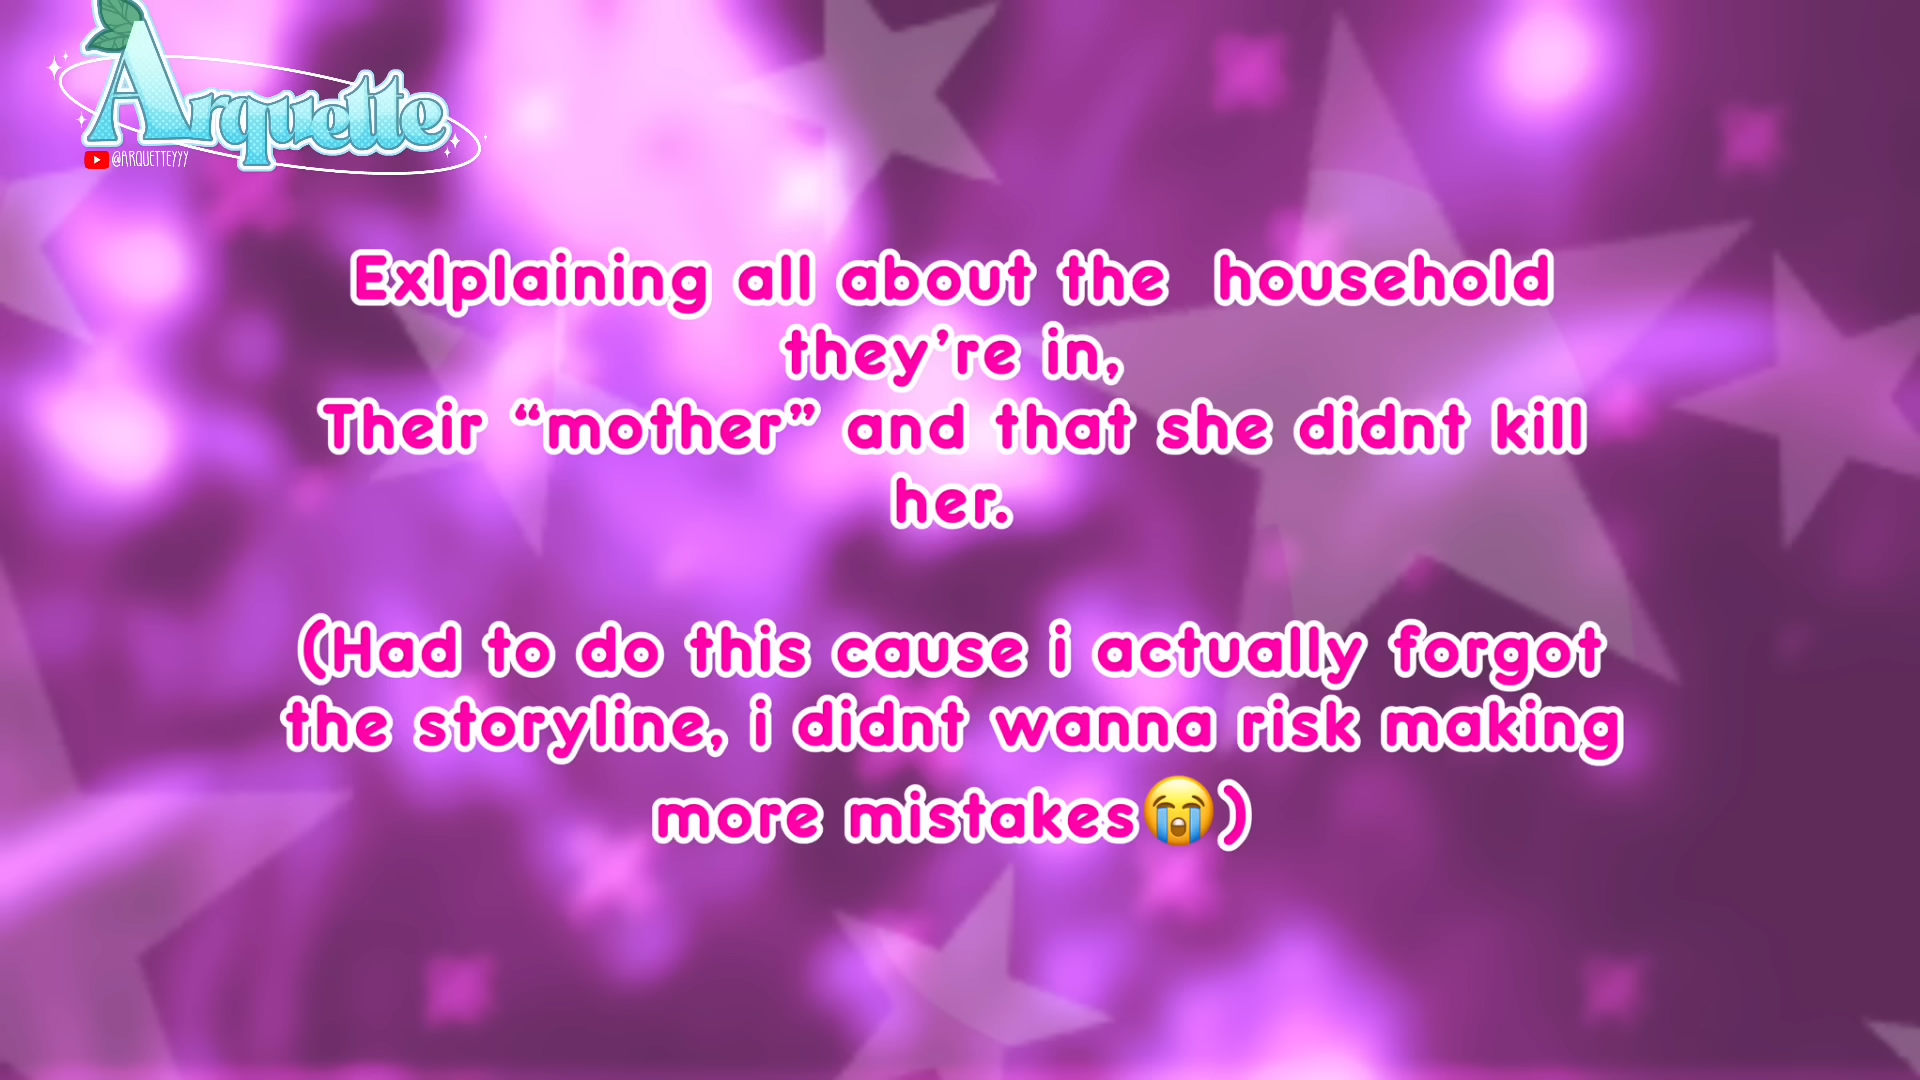 Arquette
@ARQUETTEYYY
Exlplaining all about the household
they’re in,
Their “mother” and that she didnt kill
her.
(Had to do this cause i actually forgot
the storyline, i didnt wanna risk making
more mistakes😭)